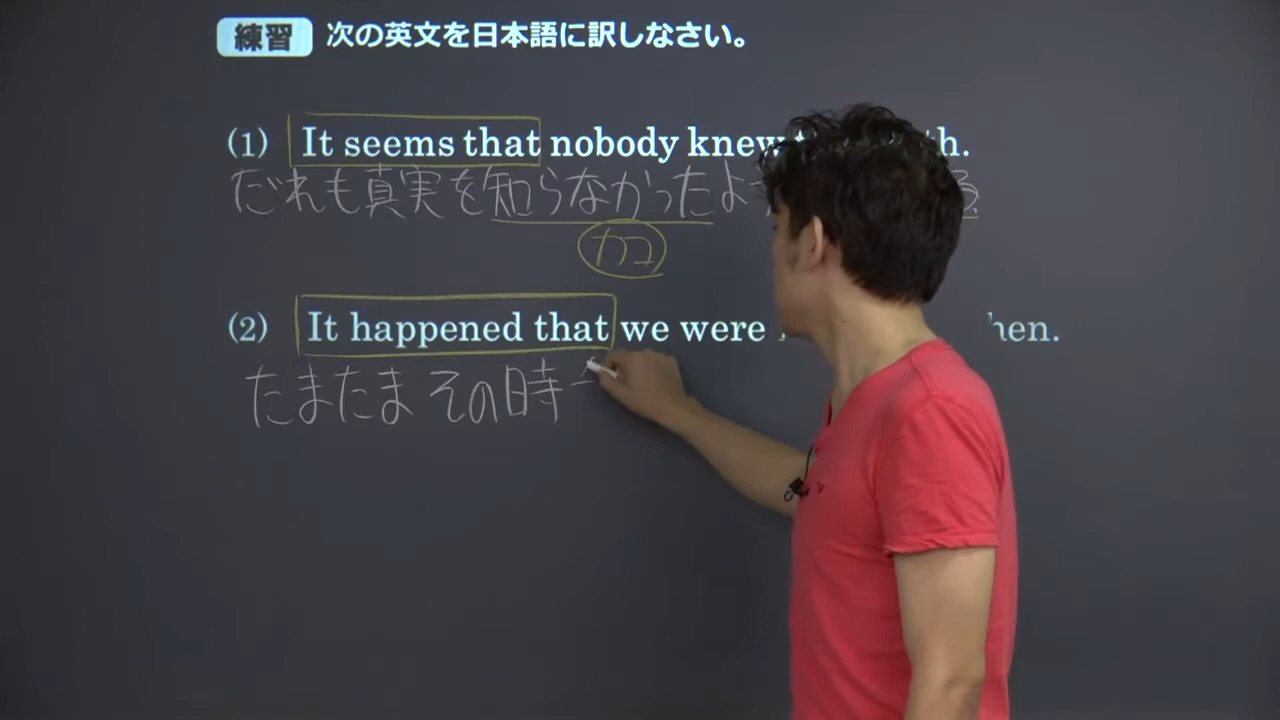 練習 次の英文を日本語に訳しなさい。
(1) It seems that nobody knew
だれも真実を知らなかったよ
カコ
(2) It happened that we were
たまたまその時